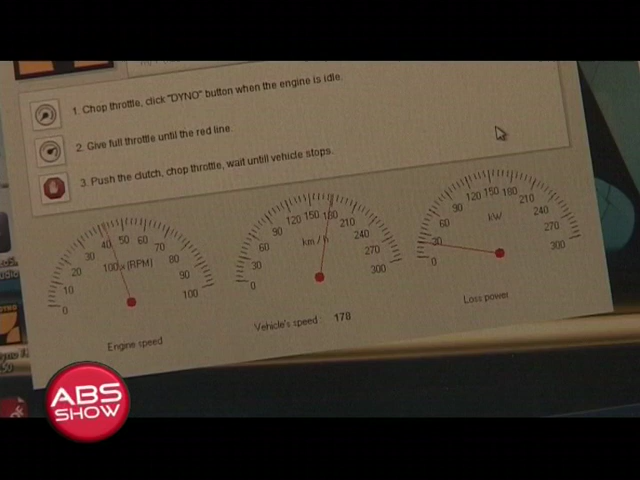 1. Chop throttle, click "DYNO" button when the engine is idle.
2. Give full throttle until the red line.
3. Push the clutch, chop throttle, wait untill vehicle stops.
0 10 20 30 40 50 60 70 80 90 100
100 x [RPM]
Engine speed
0 30 60 90 120 150 180 210 240 270 300
km / h
Vehicle's speed : 178
0 30 60 90 120 150 180 210 240 270 300
kW
Loss power
ABS
SHOW